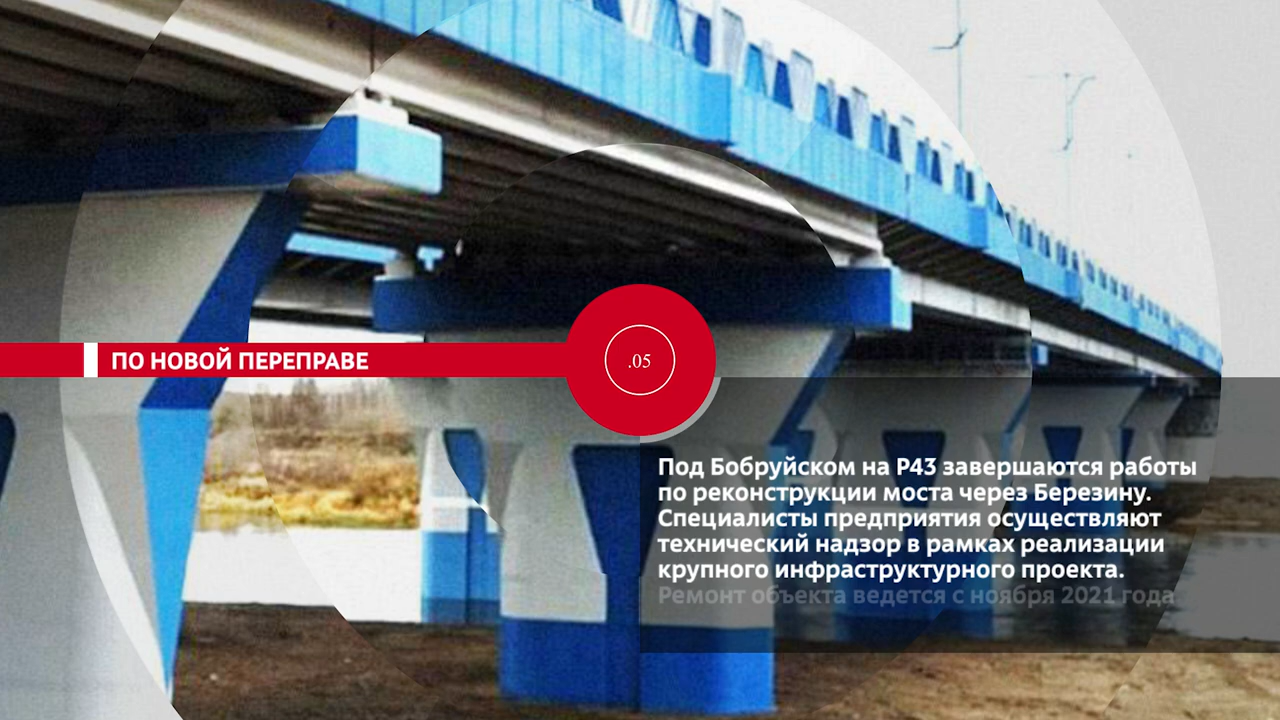 ПО НОВОЙ ПЕРЕПРАВЕ
.05
Под Бобруйском на Р43 завершаются работы
по реконструкции моста через Березину.
Специалисты предприятия осуществляют
технический надзор в рамках реализации
крупного инфраструктурного проекта.
Ремонт объекта ведется с ноября 2021 года